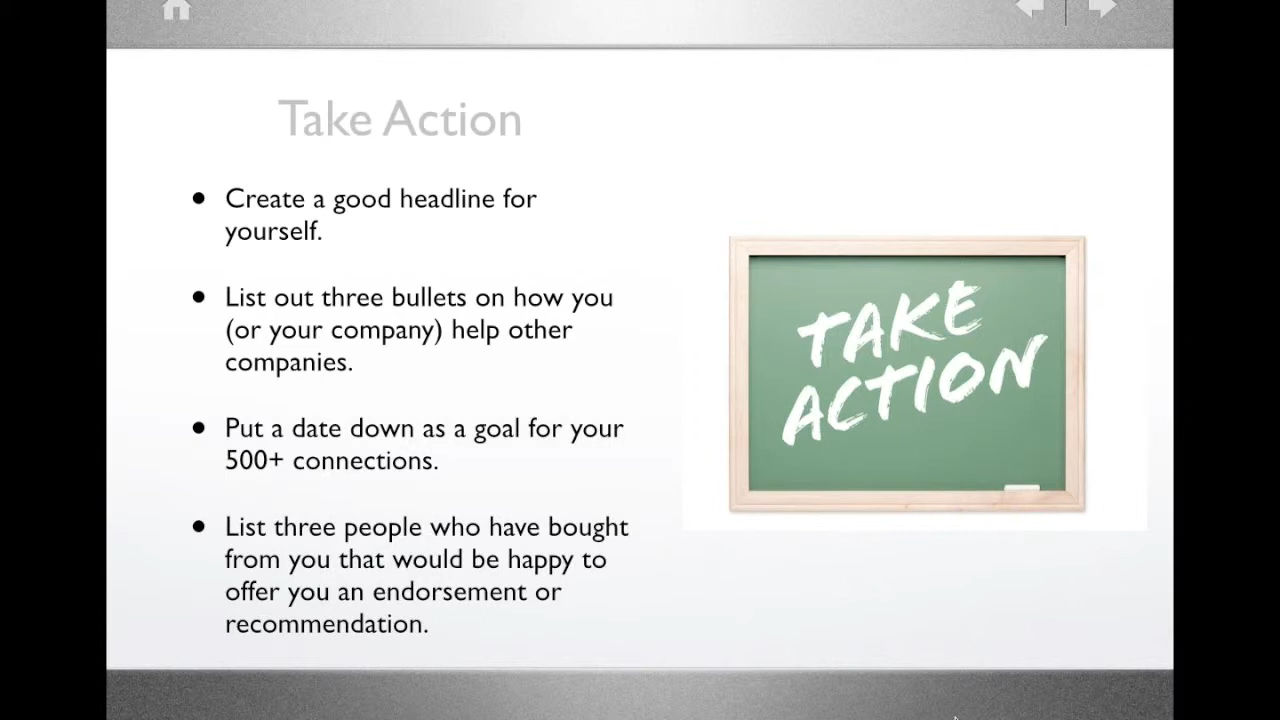 Take Action
• Create a good headline for
yourself.
• List out three bullets on how you
(or your company) help other
companies.
• Put a date down as a goal for your
500+ connections.
• List three people who have bought
from you that would be happy to
offer you an endorsement or
recommendation.
TAKE
ACTION